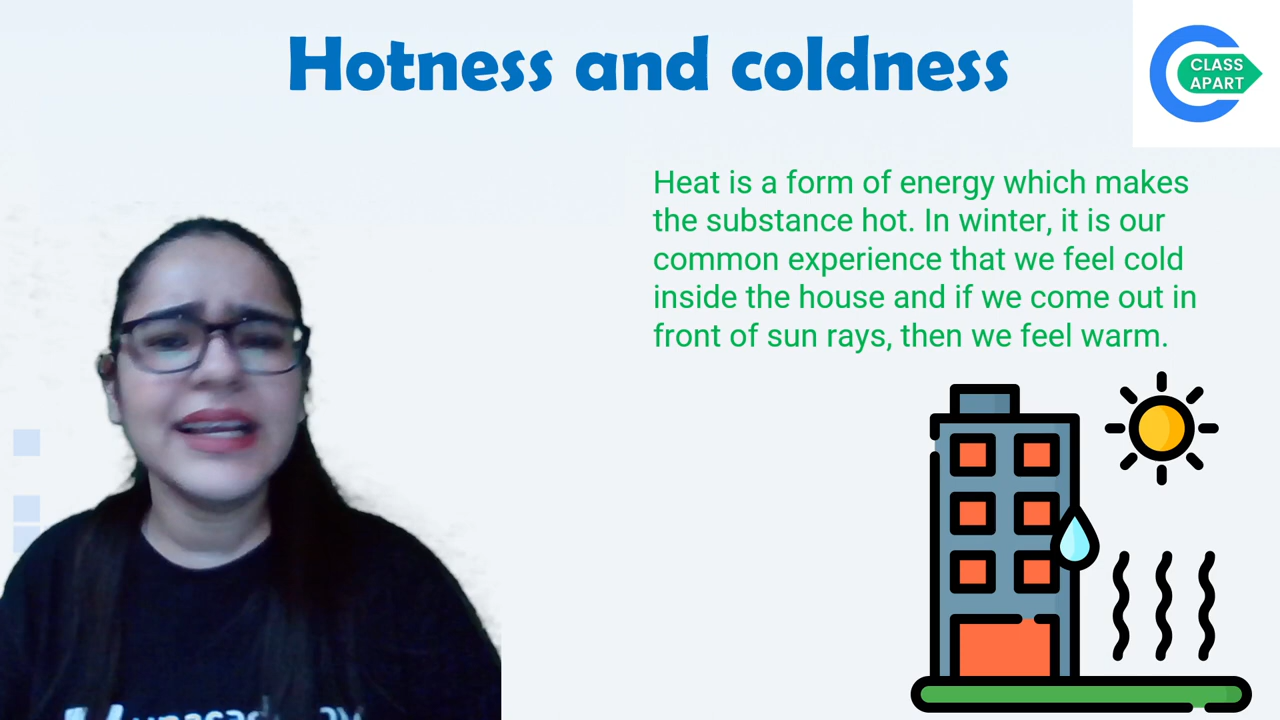 Hotness and coldness
CLASS
APART
Heat is a form of energy which makes
the substance hot. In winter, it is our
common experience that we feel cold
inside the house and if we come out in
front of sun rays, then we feel warm.